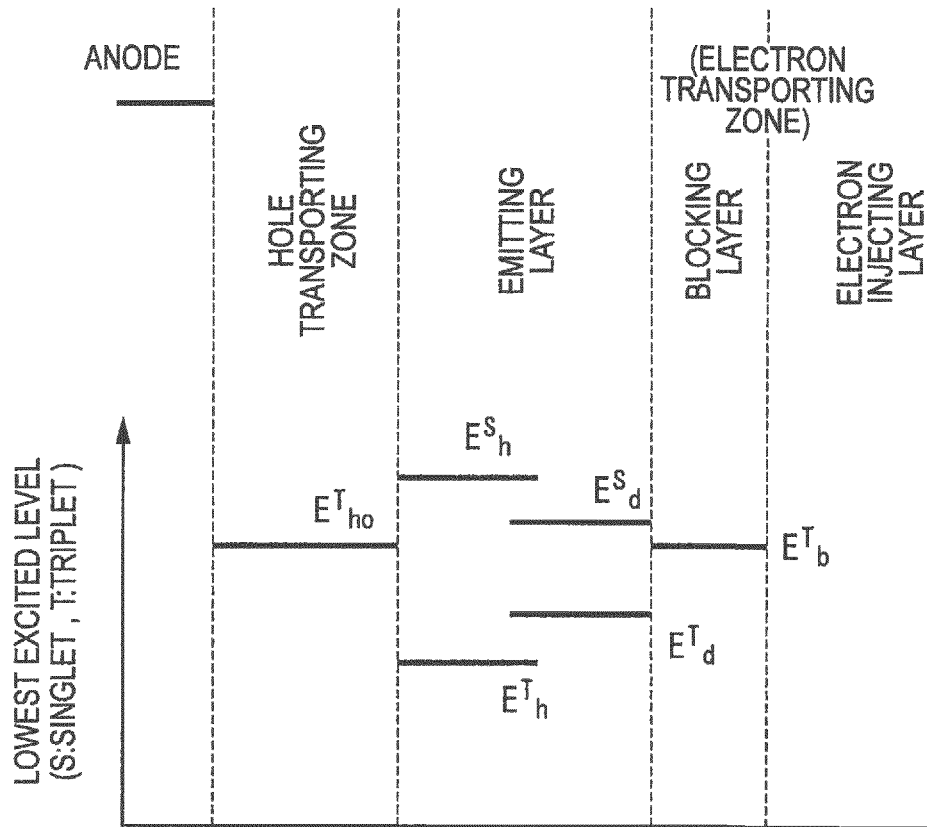 ANODE
(ELECTRON
TRANSPORTING
ZONE)
HOLE
TRANSPORTING
ZONE
EMITTING
LAYER
BLOCKING
LAYER
ELECTRON
INJECTING
LAYER
LOWEST EXCITED LEVEL
(S:SINGLET , T:TRIPLET )
E^S_h
E^S_d
E^T_ho
E^T_b
E^T_d
E^T_h